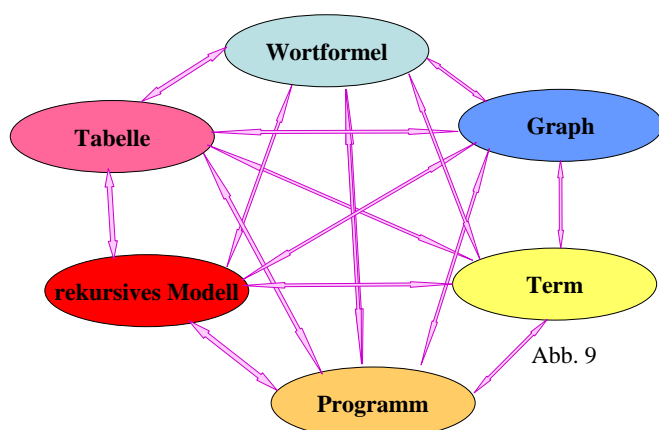 Wortformel
Tabelle
Graph
rekursives Modell
Term
Abb. 9
Programm